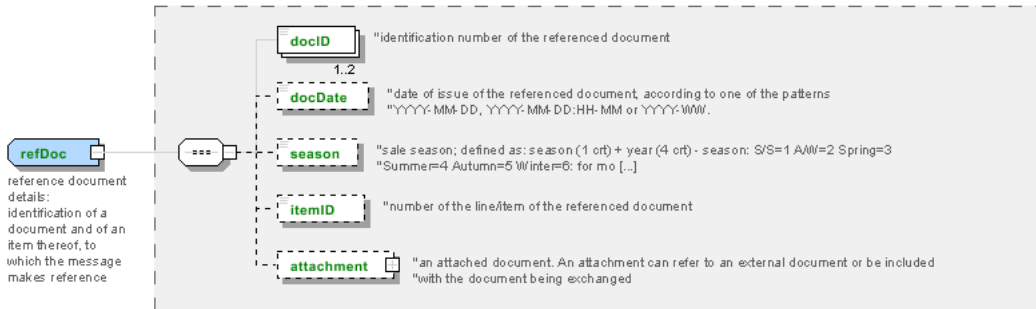 docID
"identification number of the referenced document
1..2
docDate
"date of issue of the referenced document, according to one of the patterns
"YYYY-MM-DD, YYYY-MM-DD:HH-MM or YYYY-WW.
refDoc
season
"sale season; defined as: season (1 crt) + year (4 crt) - season: S/S=1 A/W=2 Spring=3
"Summer=4 Autumn=5 Winter=6: for mo [...]
reference document
details:
identification of a
document and of an
item thereof, to
which the message
makes reference
itemID
"number of the line/item of the referenced document
attachment
"an attached document. An attachment can refer to an external document or be included
"with the document being exchanged